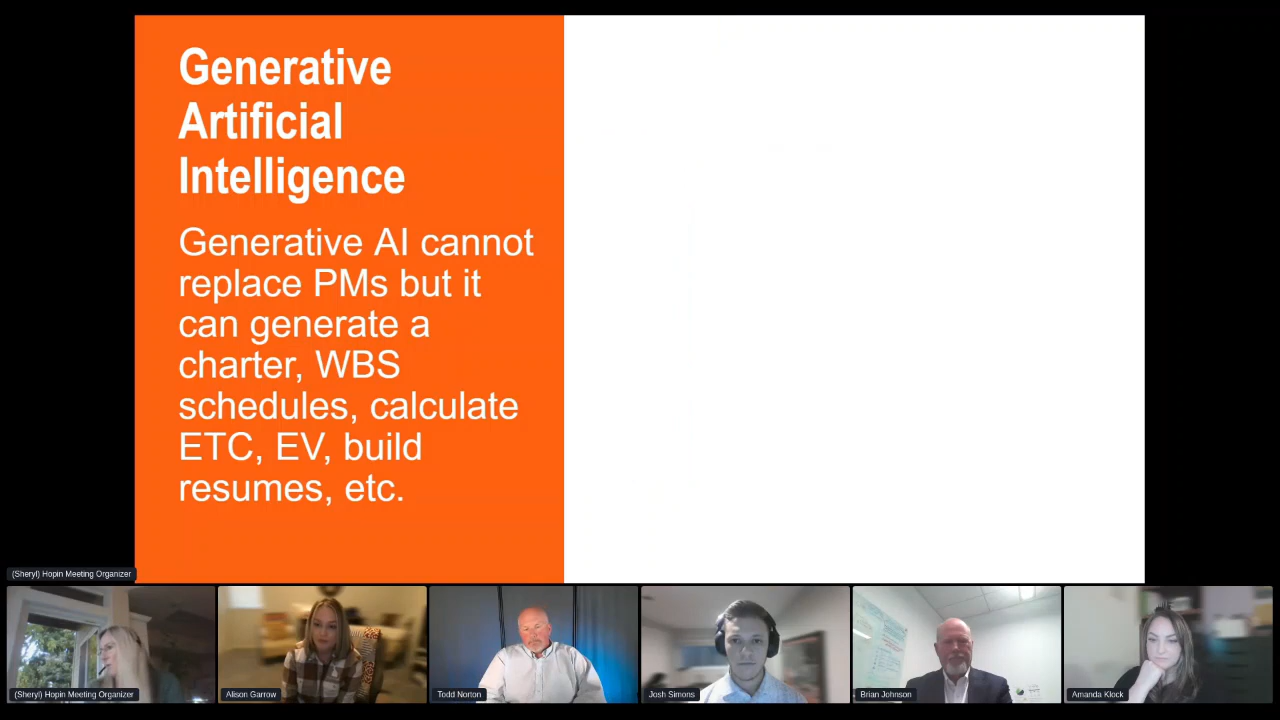 Generative
Artificial
Intelligence
Generative AI cannot
replace PMs but it
can generate a
charter, WBS
schedules, calculate
ETC, EV, build
resumes, etc.
(Sheryl) Hopin Meeting Organizer
(Sheryl) Hopin Meeting Organizer
Alison Garrow
Todd Norton
Josh Simons
Brian Johnson
Amanda Klock